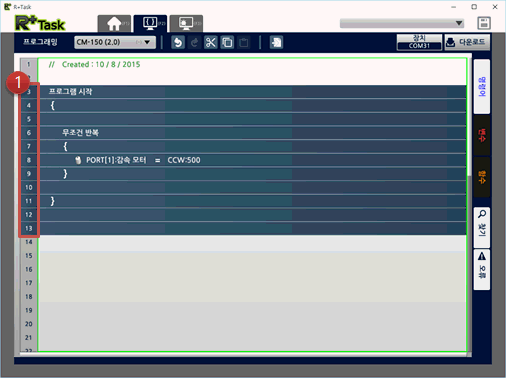 R+ Task
R+Task
프로그래밍
CM-150 (2.0)
장치
COM31
다운로드
1
1 // Created : 10 / 8 / 2015
2
3 프로그램 시작
4 {
5
6 무조건 반복
7 {
8 PORT[1]:감속 모터 = CCW:500
9 }
10
11 }
12
13
14
15
16
17
18
19
20
21
22
명령어
변수
함수
찾기
오류